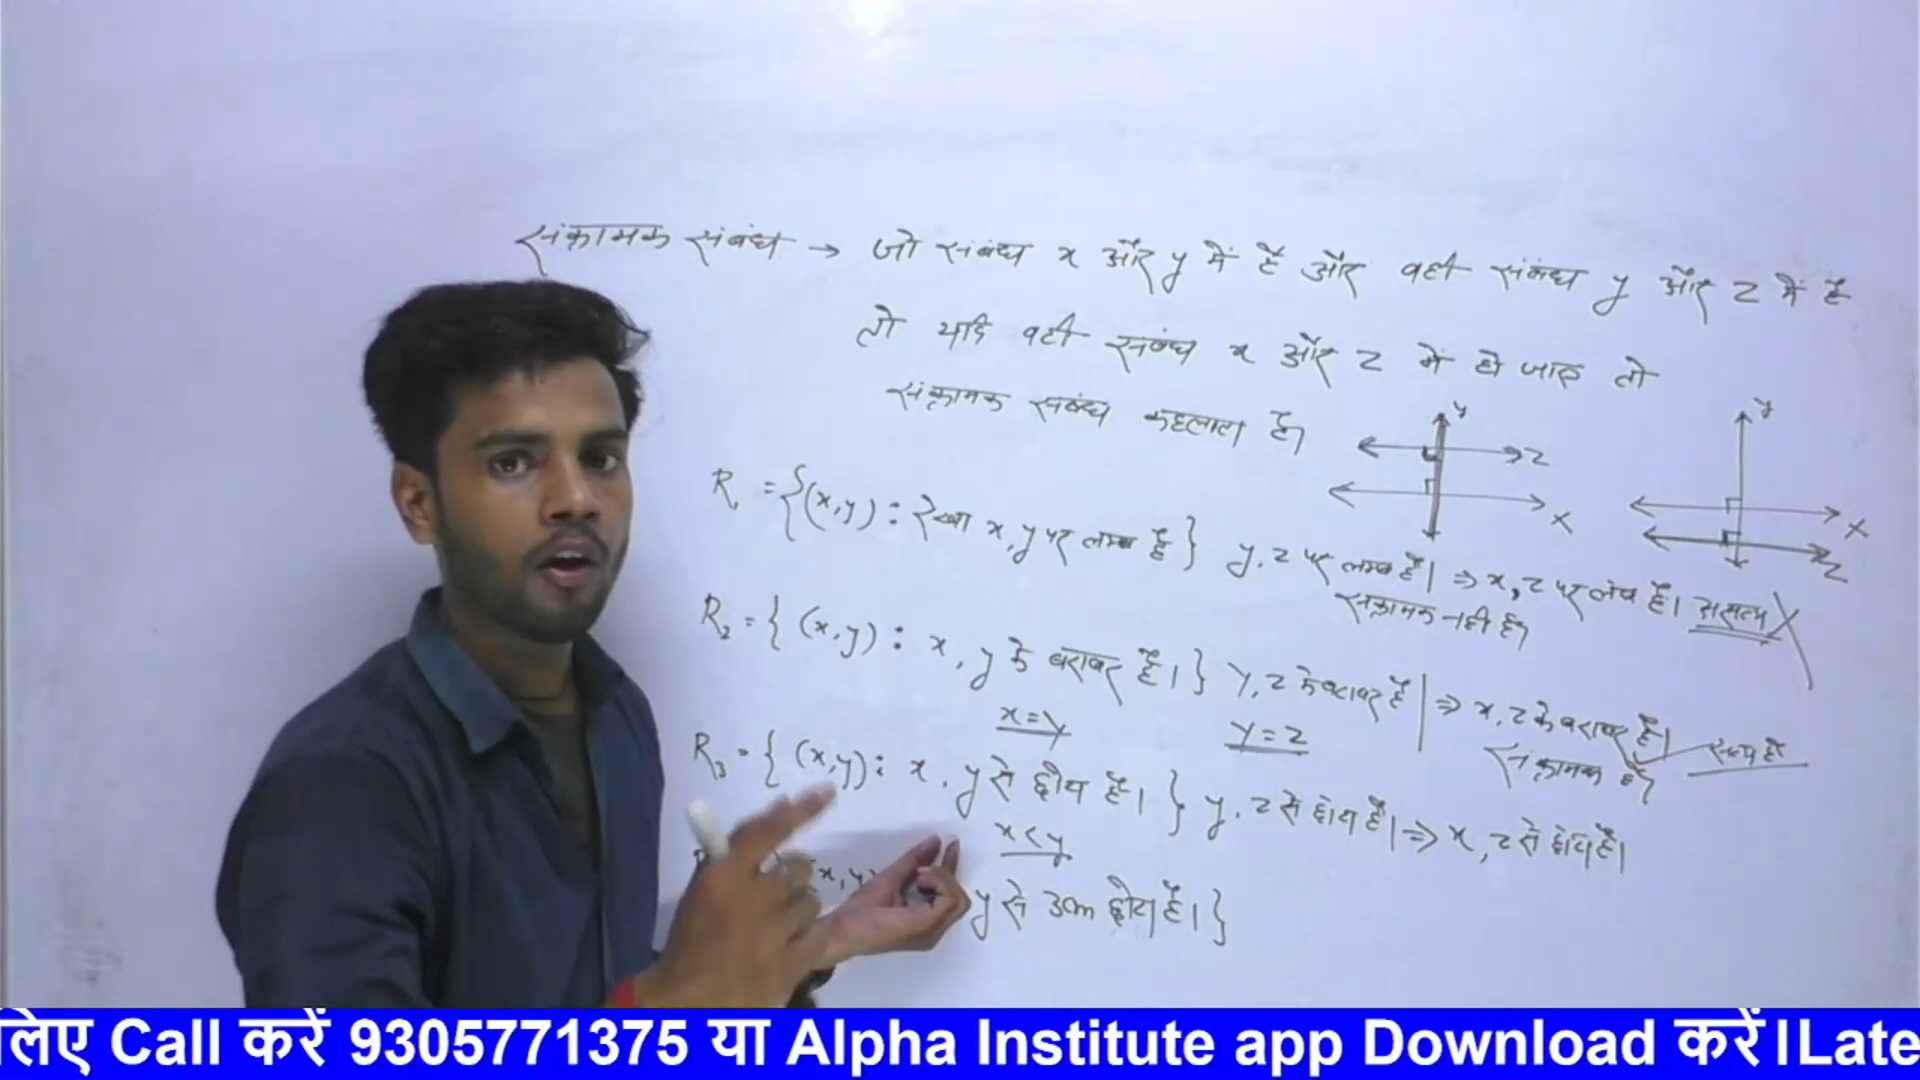 संक्रामक संबंध → जो संबंध x और y में है और वही संबंध y और z में है
तो यदि वही संबंध x और z में हो जाए तो
संक्रामक संबंध कहलाता है।
y
z
x
y
x
z
R₁ = {(x,y) : रेखा x, y पर लम्ब है } y, z पर लम्ब है। ⇒ x, z पर लंब है। असत्य
संक्रामक नही है
R₂ = { (x,y) : x, y के बराबर है। } y, z के बराबर है | ⇒ x, z के बराबर है। सत्य है
x = y
y = z
संक्रामक है
R₃ = { (x,y) : x, y से छोटा है। } y, z से छोटा है। ⇒ x, z से छोटा है।
x < y
(x,y) y से 3cm छोटा है। }
लिए Call करें 9305771375 या Alpha Institute app Download करें।Late